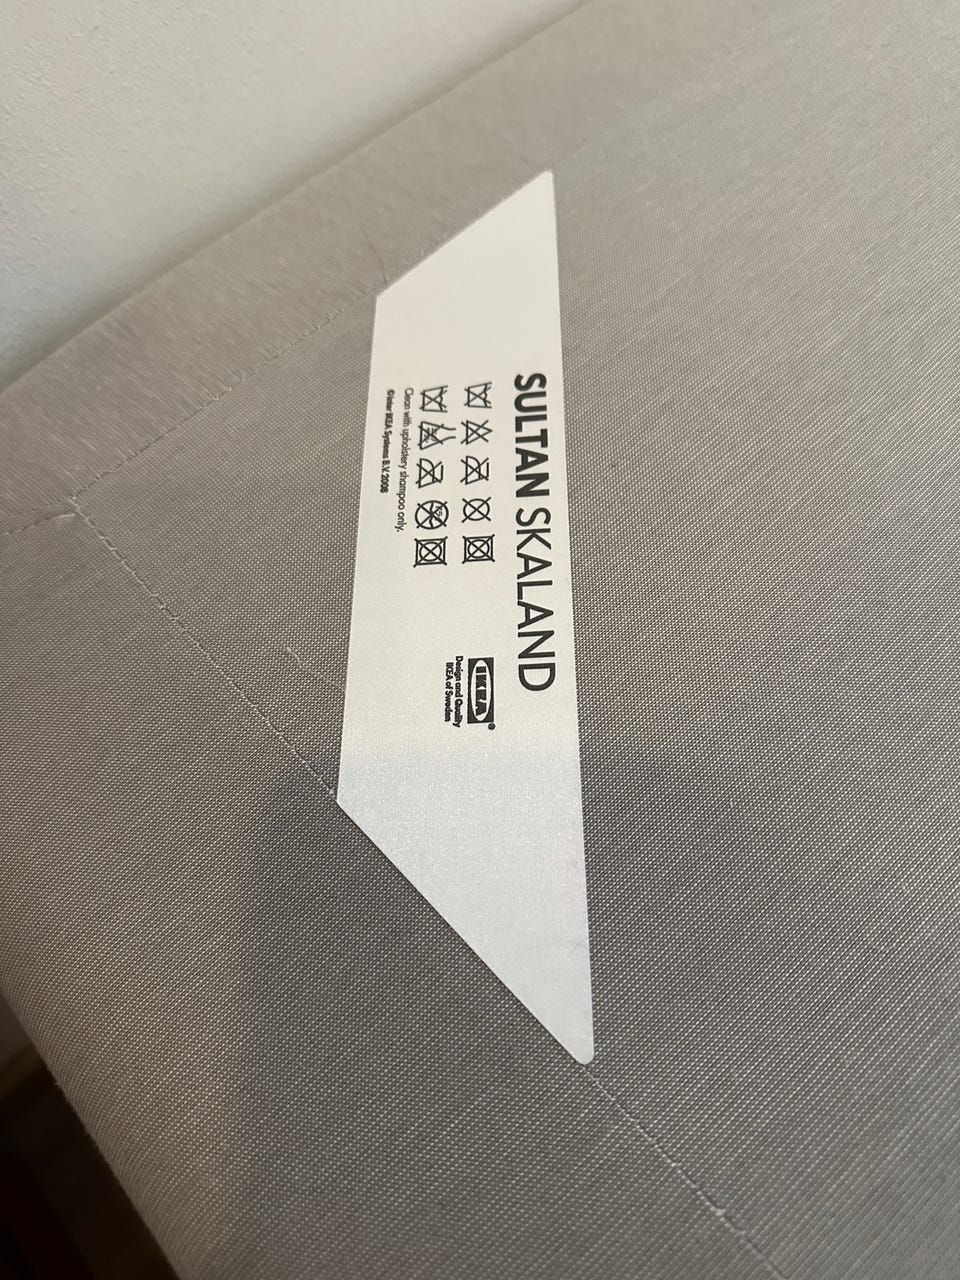 SULTAN SKALAND
Clean with upholstery shampoo only.
©Inter IKEA Systems B.V. 2008
IKEA®
Design and Quality
IKEA of Sweden